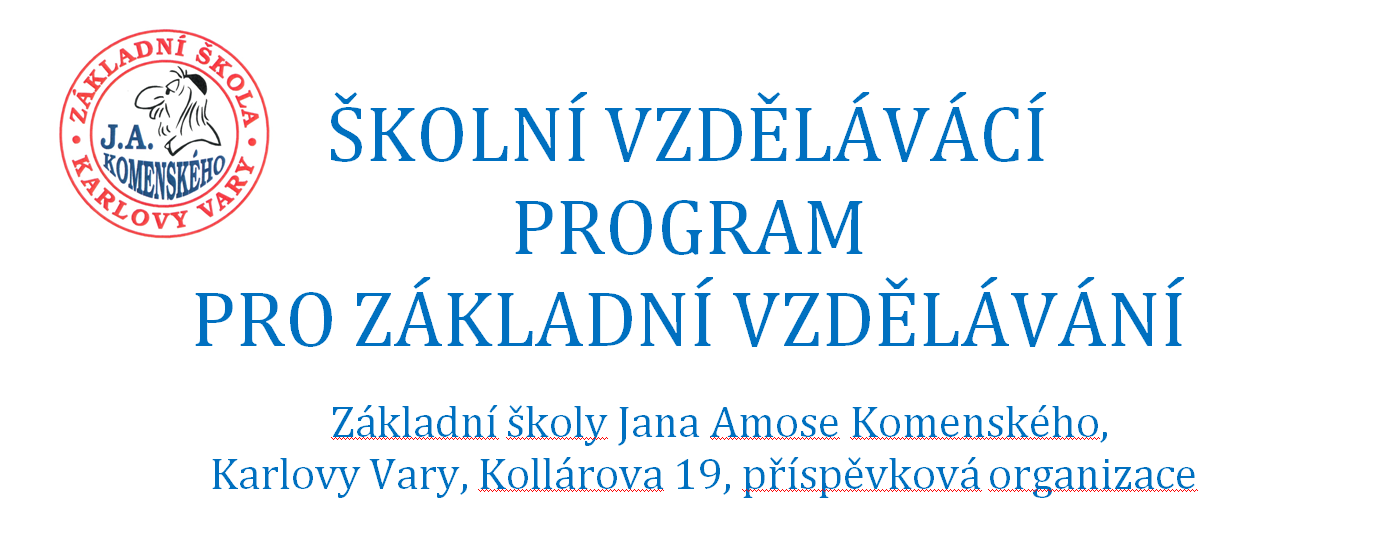 ZÁKLADNÍ ŠKOLA
J.A.
KOMENSKÉHO
KARLOVY VARY
ŠKOLNÍ VZDĚLÁVÁCÍ
PROGRAM
PRO ZÁKLADNÍ VZDĚLÁVÁNÍ
Základní školy Jana Amose Komenského,
Karlovy Vary, Kollárova 19, příspěvková organizace